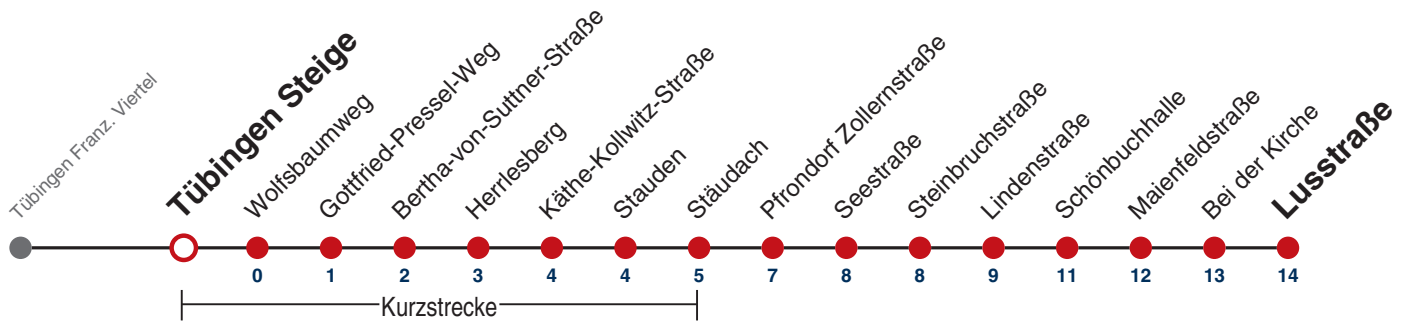 Tübingen Franz. Viertel
Tübingen Steige
Wolfsbaumweg
Gottfried-Pressel-Weg
Bertha-von-Suttner-Straße
Herrlesberg
Käthe-Kollwitz-Straße
Stauden
Stäudach
Pfrondorf Zollernstraße
Seestraße
Steinbruchstraße
Lindenstraße
Schönbuchhalle
Maienfeldstraße
Bei der Kirche
Lusstraße
0 1 2 3 4 4 5 7 8 8 9 11 12 13 14
Kurzstrecke